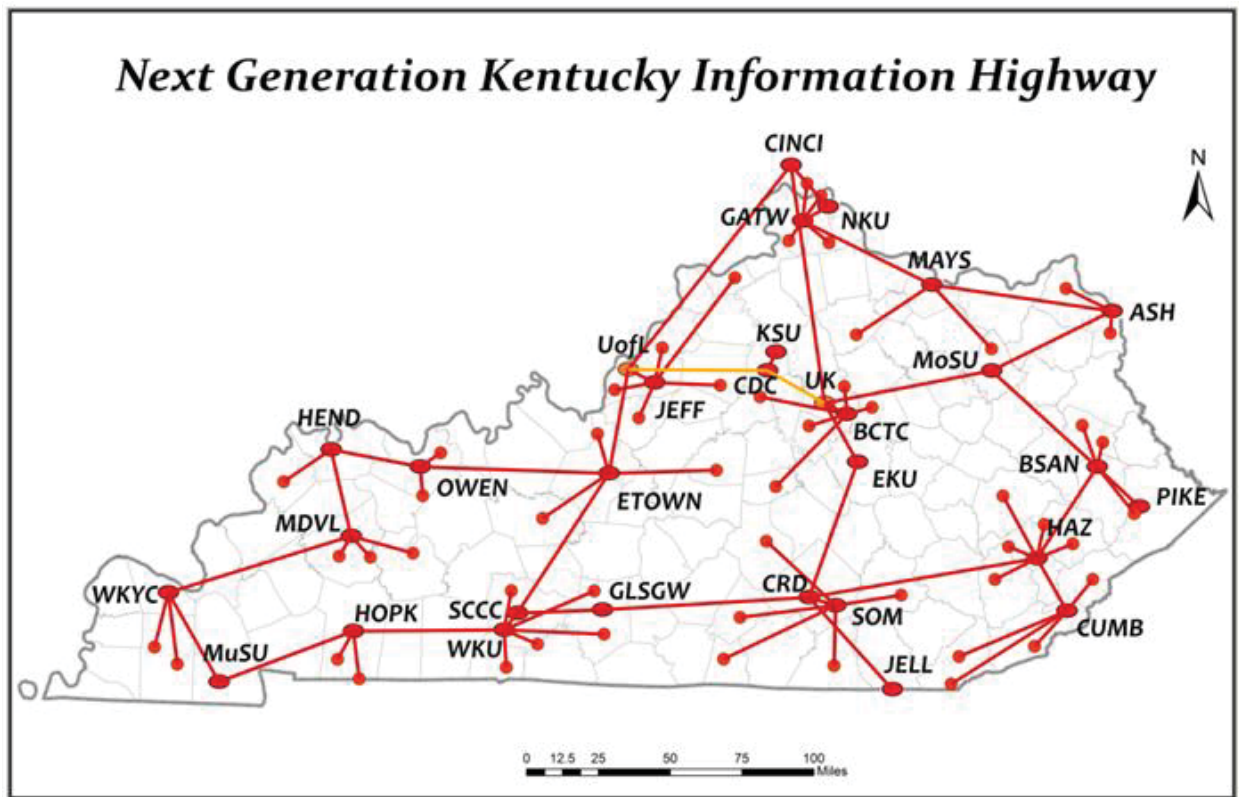 Next Generation Kentucky Information Highway
CINCI
N
GATW
NKU
MAYS
ASH
KSU
UofL
MoSU
CDC
UK
JEFF
HEND
BCTC
BSAN
EKU
OWEN
PIKE
ETOWN
MDVL
HAZ
CRD
GLSGW
WKYC
HOPK
SCCC
SOM
CUMB
WKU
MuSU
JELL
0 12.5 25 50 75 100
Miles